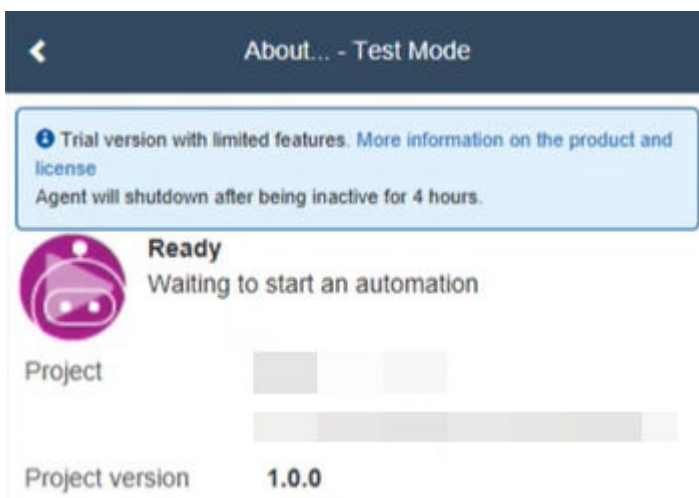 About... - Test Mode
Trial version with limited features. More information on the product and
license
Agent will shutdown after being inactive for 4 hours.
Ready
Waiting to start an automation
Project
Project version 1.0.0